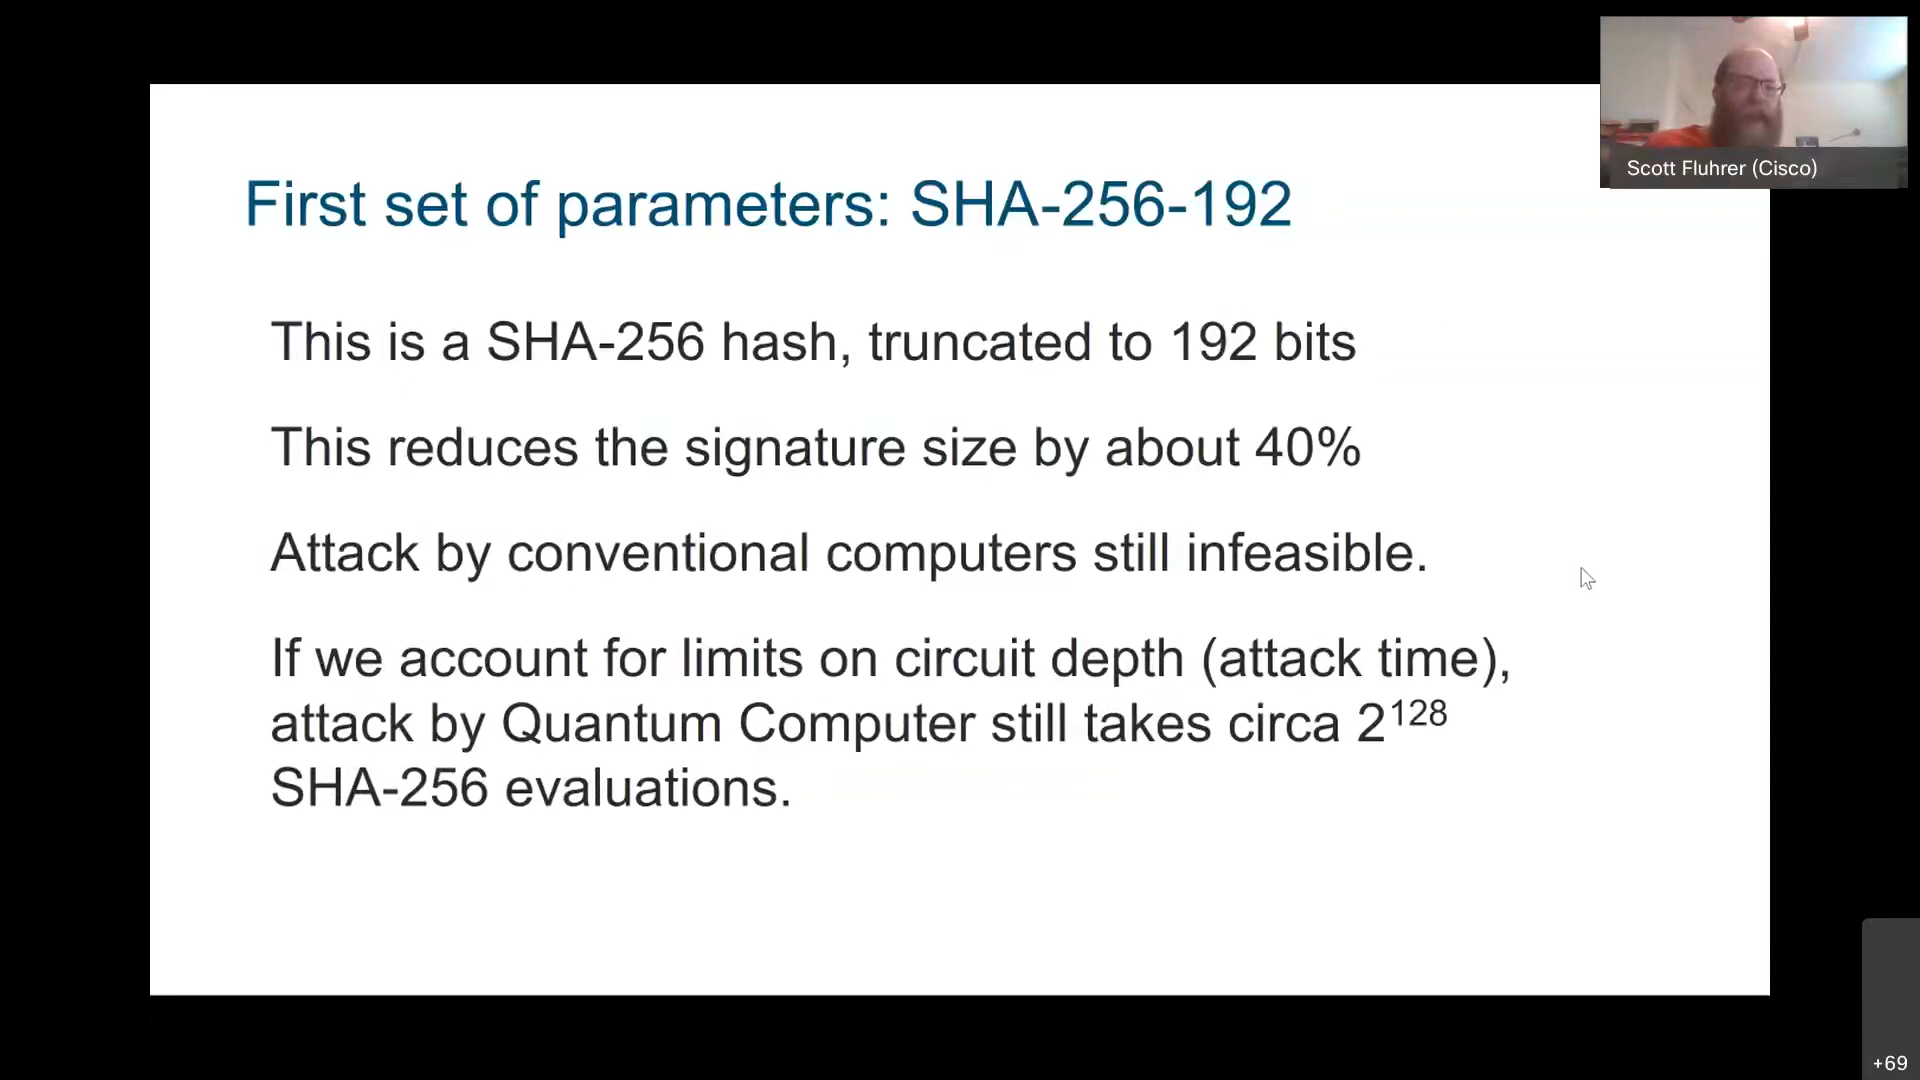 Scott Fluhrer (Cisco)
First set of parameters: SHA-256-192
This is a SHA-256 hash, truncated to 192 bits
This reduces the signature size by about 40%
Attack by conventional computers still infeasible.
If we account for limits on circuit depth (attack time),
attack by Quantum Computer still takes circa 2¹²⁸
SHA-256 evaluations.
+69